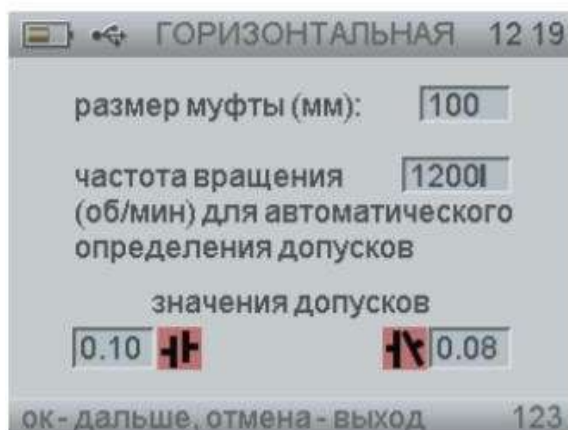 ГОРИЗОНТАЛЬНАЯ 12 19
размер муфты (мм): 100
частота вращения 1200
(об/мин) для автоматического
определения допусков
значения допусков
0.10 0.08
ок - дальше, отмена - выход 123